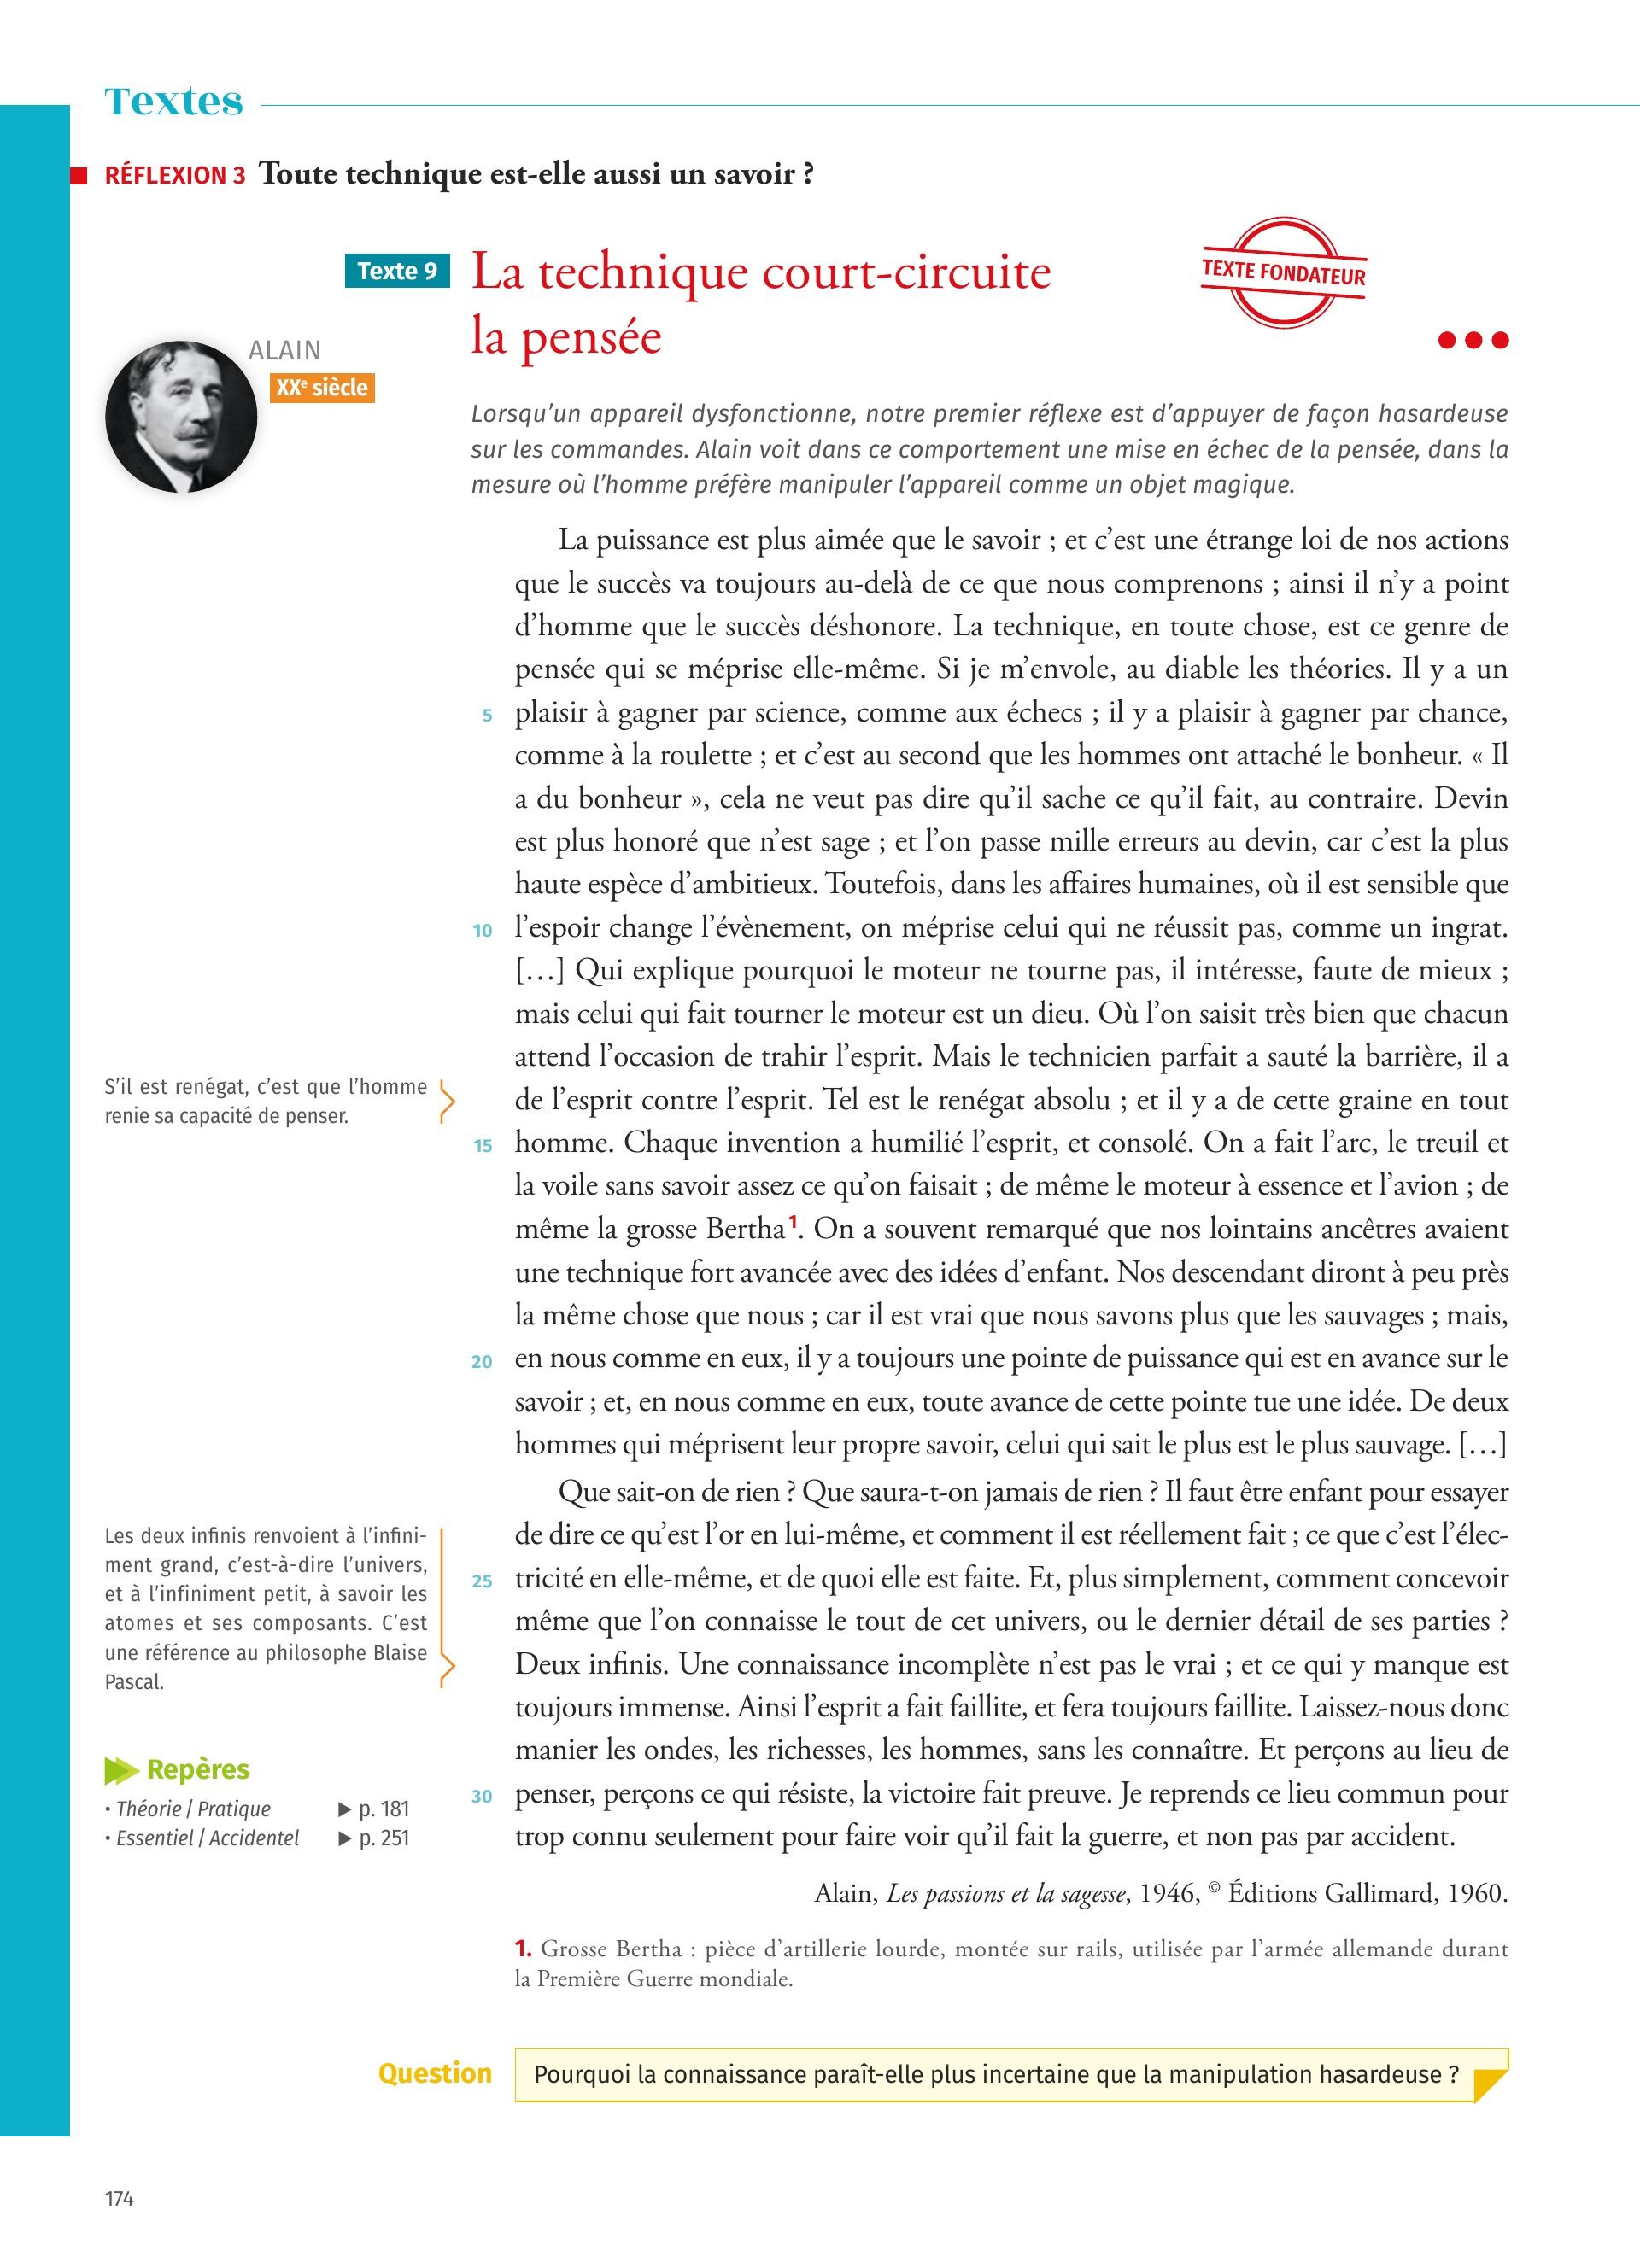 Textes
RÉFLEXION 3 Toute technique est-elle aussi un savoir ?
Texte 9 La technique court-circuite
la pensée
TEXTE FONDATEUR
ALAIN
XXe siècle
Lorsqu’un appareil dysfonctionne, notre premier réflexe est d’appuyer de façon hasardeuse
sur les commandes. Alain voit dans ce comportement une mise en échec de la pensée, dans la
mesure où l’homme préfère manipuler l’appareil comme un objet magique.
La puissance est plus aimée que le savoir ; et c’est une étrange loi de nos actions
que le succès va toujours au-delà de ce que nous comprenons ; ainsi il n’y a point
d’homme que le succès déshonore. La technique, en toute chose, est ce genre de
pensée qui se méprise elle-même. Si je m’envole, au diable les théories. Il y a un
5 plaisir à gagner par science, comme aux échecs ; il y a plaisir à gagner par chance,
comme à la roulette ; et c’est au second que les hommes ont attaché le bonheur. « Il
a du bonheur », cela ne veut pas dire qu’il sache ce qu’il fait, au contraire. Devin
est plus honoré que n’est sage ; et l’on passe mille erreurs au devin, car c’est la plus
haute espèce d’ambitieux. Toutefois, dans les affaires humaines, où il est sensible que
10 l’espoir change l’évènement, on méprise celui qui ne réussit pas, comme un ingrat.
[…] Qui explique pourquoi le moteur ne tourne pas, il intéresse, faute de mieux ;
mais celui qui fait tourner le moteur est un dieu. Où l’on saisit très bien que chacun
attend l’occasion de trahir l’esprit. Mais le technicien parfait a sauté la barrière, il a
de l’esprit contre l’esprit. Tel est le renégat absolu ; et il y a de cette graine en tout
15 homme. Chaque invention a humilié l’esprit, et consolé. On a fait l’arc, le treuil et
la voile sans savoir assez ce qu’on faisait ; de même le moteur à essence et l’avion ; de
même la grosse Bertha1. On a souvent remarqué que nos lointains ancêtres avaient
une technique fort avancée avec des idées d’enfant. Nos descendant diront à peu près
la même chose que nous ; car il est vrai que nous savons plus que les sauvages ; mais,
20 en nous comme en eux, il y a toujours une pointe de puissance qui est en avance sur le
savoir ; et, en nous comme en eux, toute avance de cette pointe tue une idée. De deux
hommes qui méprisent leur propre savoir, celui qui sait le plus est le plus sauvage. […]
Que sait-on de rien ? Que saura-t-on jamais de rien ? Il faut être enfant pour essayer
de dire ce qu’est l’or en lui-même, et comment il est réellement fait ; ce que c’est l’élec-
25 tricité en elle-même, et de quoi elle est faite. Et, plus simplement, comment concevoir
même que l’on connaisse le tout de cet univers, ou le dernier détail de ses parties ?
Deux infinis. Une connaissance incomplète n’est pas le vrai ; et ce qui y manque est
toujours immense. Ainsi l’esprit a fait faillite, et fera toujours faillite. Laissez-nous donc
manier les ondes, les richesses, les hommes, sans les connaître. Et perçons au lieu de
30 penser, perçons ce qui résiste, la victoire fait preuve. Je reprends ce lieu commun pour
trop connu seulement pour faire voir qu’il fait la guerre, et non pas par accident.
Alain, Les passions et la sagesse, 1946, © Éditions Gallimard, 1960.
1. Grosse Bertha : pièce d’artillerie lourde, montée sur rails, utilisée par l’armée allemande durant
la Première Guerre mondiale.
S’il est renégat, c’est que l’homme
renie sa capacité de penser.
Les deux infinis renvoient à l’infini-
ment grand, c’est-à-dire l’univers,
et à l’infiniment petit, à savoir les
atomes et ses composants. C’est
une référence au philosophe Blaise
Pascal.
Repères
• Théorie / Pratique ▶ p. 181
• Essentiel / Accidentel ▶ p. 251
Question Pourquoi la connaissance paraît-elle plus incertaine que la manipulation hasardeuse ?
174